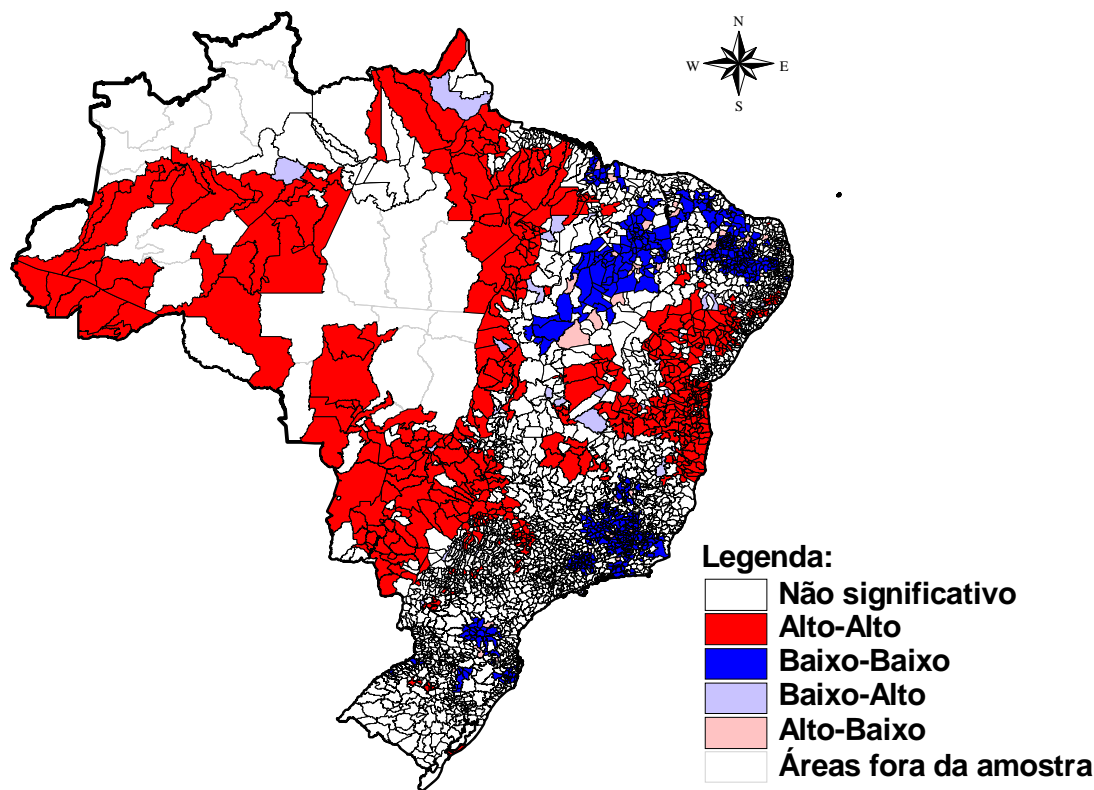 N
W E
S
Legenda:
Não significativo
Alto-Alto
Baixo-Baixo
Baixo-Alto
Alto-Baixo
Áreas fora da amostra